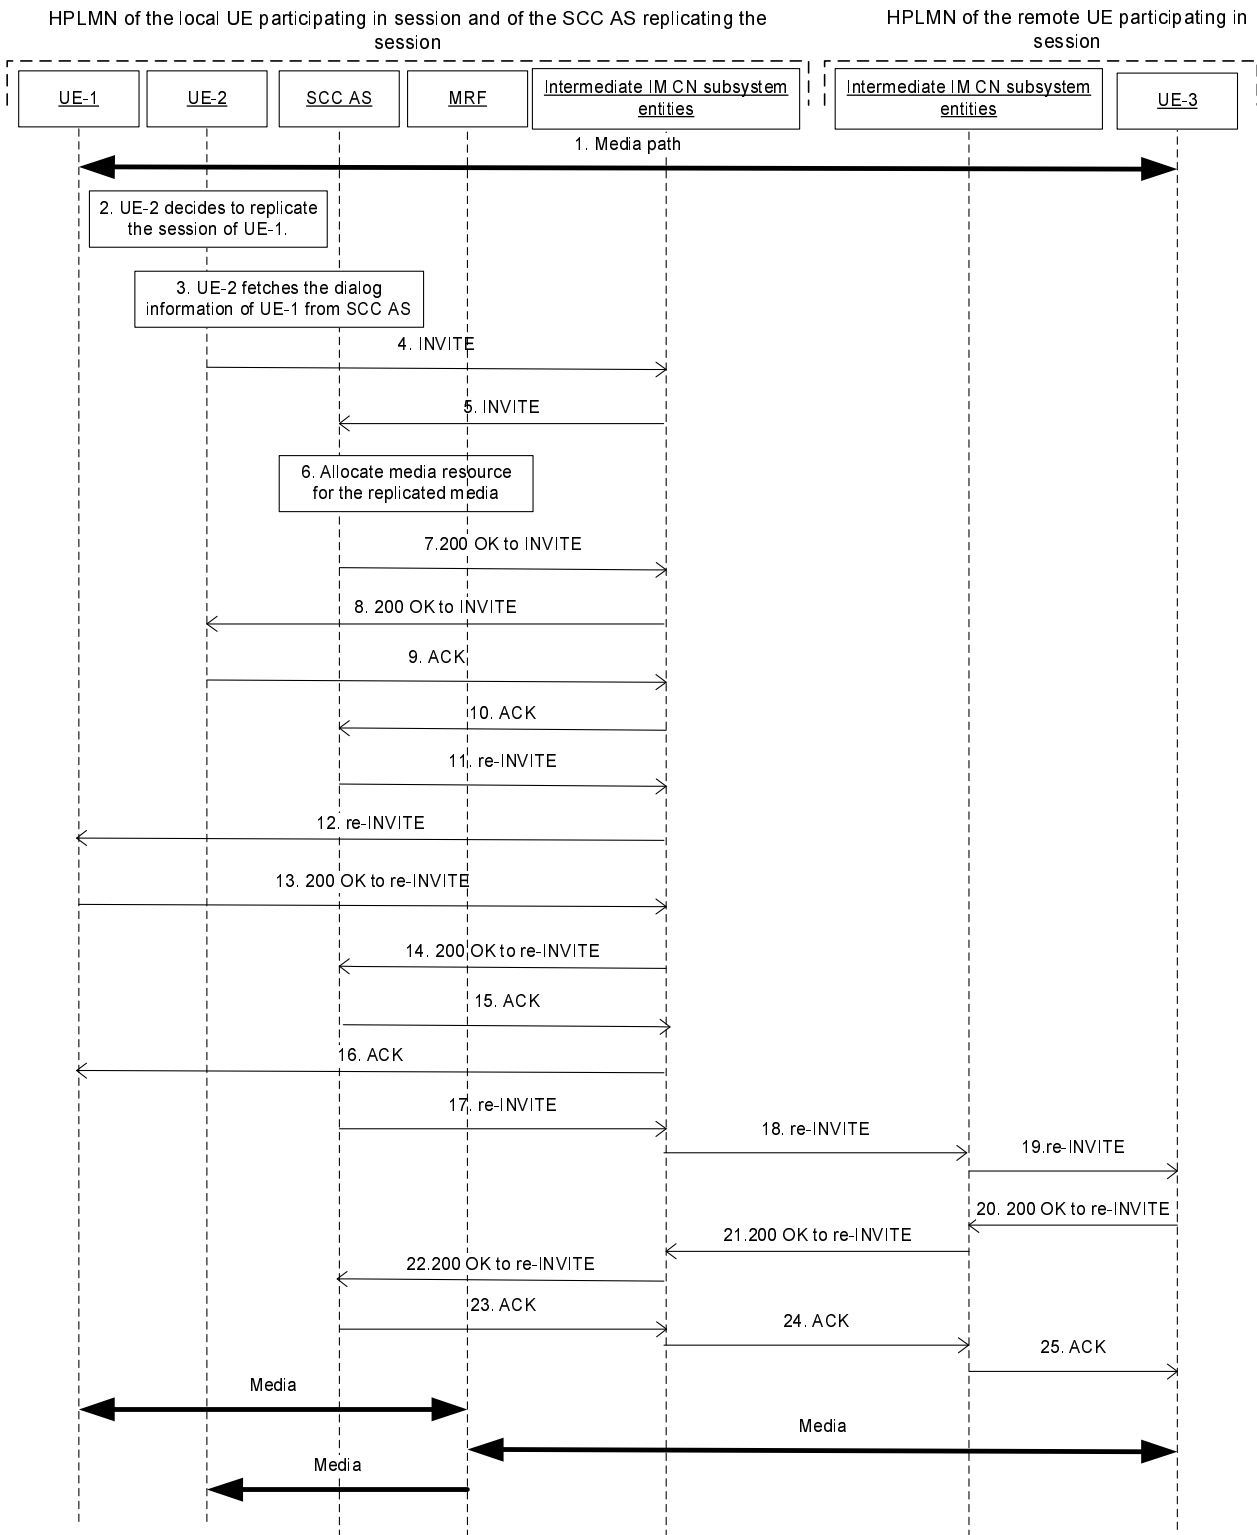 HPLMN of the local UE participating in session and of the SCC AS replicating the
session
HPLMN of the remote UE participating in
session
UE-1
UE-2
SCC AS
MRF
Intermediate IM CN subsystem
entities
Intermediate IM CN subsystem
entities
UE-3
1. Media path
2. UE-2 decides to replicate
the session of UE-1.
3. UE-2 fetches the dialog
information of UE-1 from SCC AS
4. INVITE
5. INVITE
6. Allocate media resource
for the replicated media
7.200 OK to INVITE
8. 200 OK to INVITE
9. ACK
10. ACK
11. re-INVITE
12. re-INVITE
13. 200 OK to re-INVITE
14. 200 OK to re-INVITE
15. ACK
16. ACK
17. re-INVITE
18. re-INVITE
19.re-INVITE
20. 200 OK to re-INVITE
21.200 OK to re-INVITE
22.200 OK to re-INVITE
23. ACK
24. ACK
25. ACK
Media
Media
Media